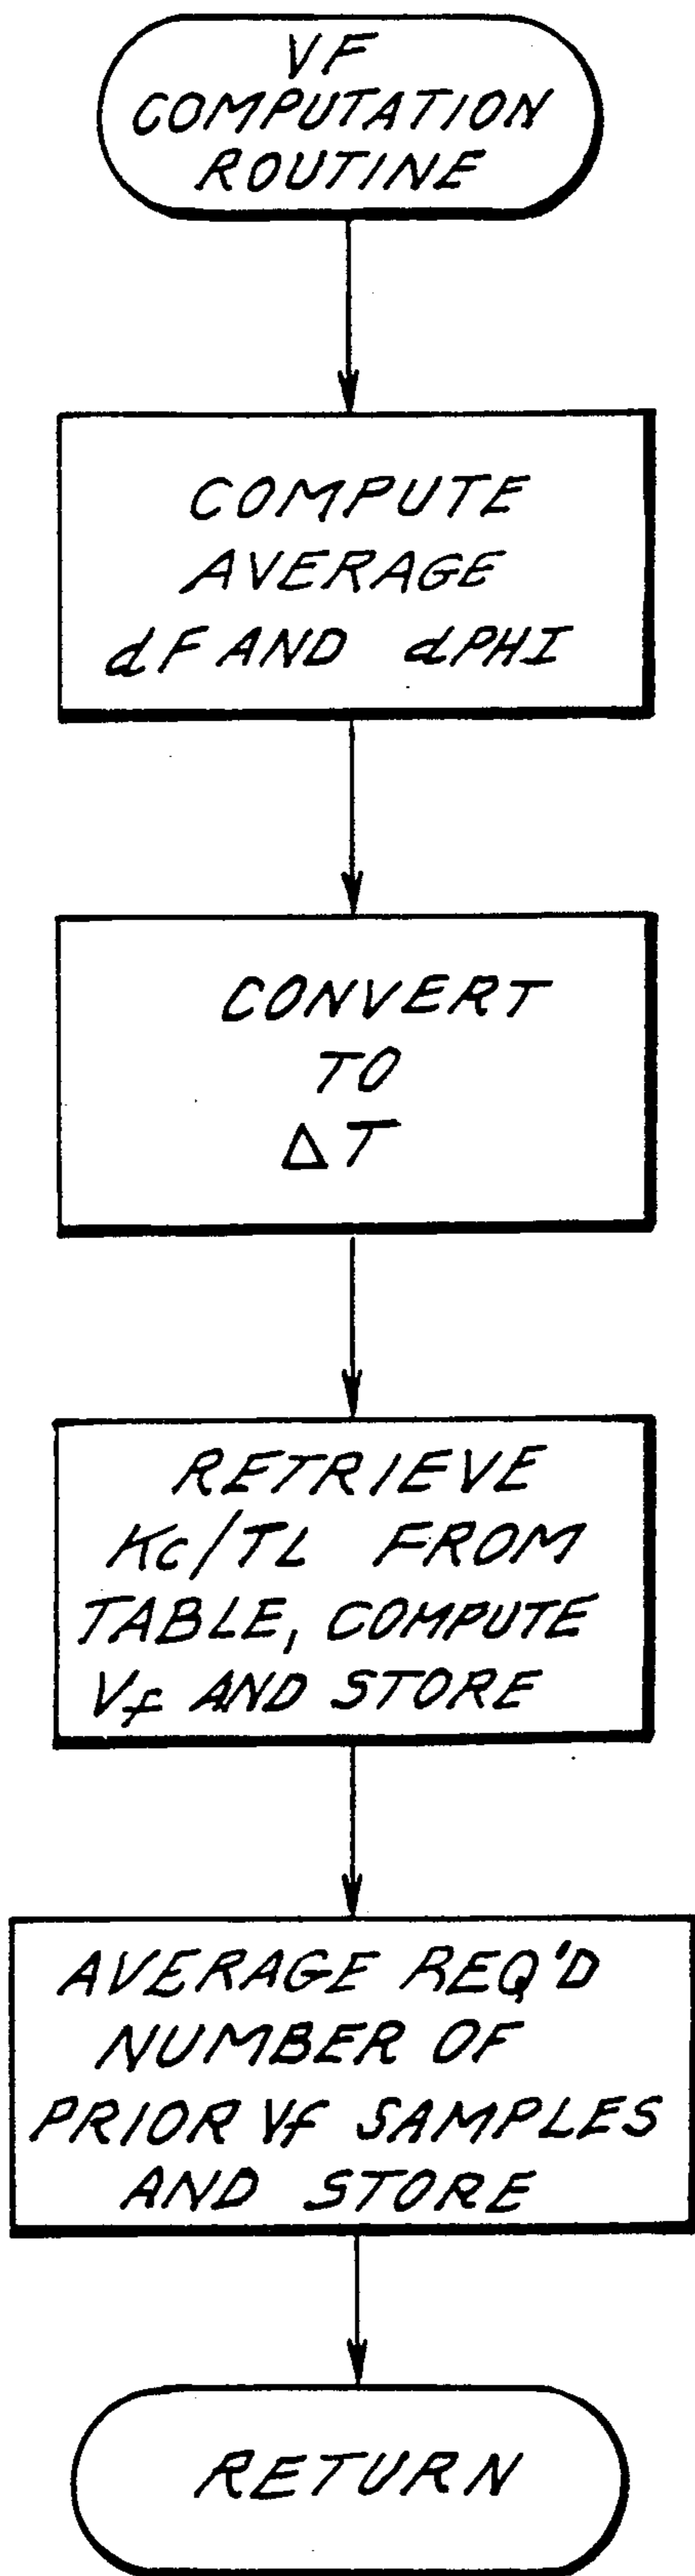 VF
COMPUTATION
ROUTINE
COMPUTE
AVERAGE
dF AND dPHI
CONVERT
TO
ΔT
RETRIEVE
Kc/TL FROM
TABLE, COMPUTE
Vf AND STORE
AVERAGE REQ'D
NUMBER OF
PRIOR Vf SAMPLES
AND STORE
RETURN